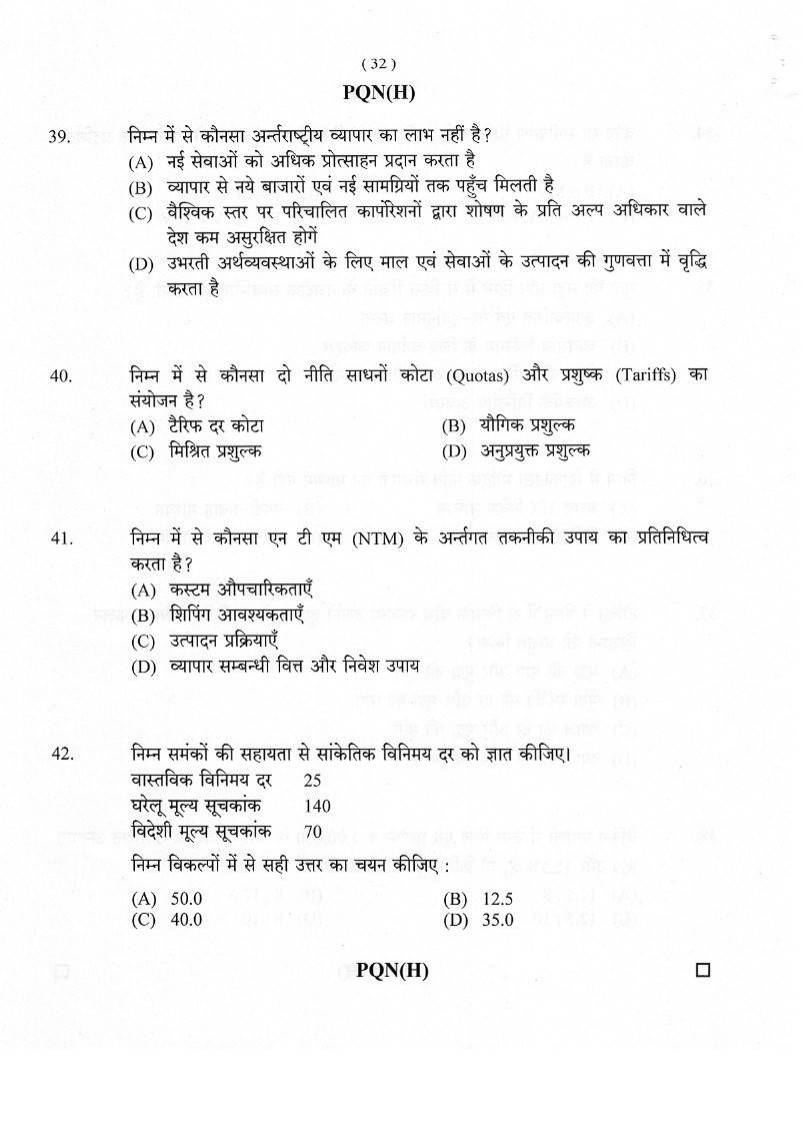 ( 32 )
PQN(H)
39. निम्न में से कौनसा अर्न्तराष्ट्रीय व्यापार का लाभ नहीं है?
(A) नई सेवाओं को अधिक प्रोत्साहन प्रदान करता है
(B) व्यापार से नये बाजारों एवं नई सामग्रियों तक पहुँच मिलती है
(C) वैश्विक स्तर पर परिचालित कार्पोरेशनों द्वारा शोषण के प्रति अल्प अधिकार वाले
देश कम असुरक्षित होगें
(D) उभरती अर्थव्यवस्थाओं के लिए माल एवं सेवाओं के उत्पादन की गुणवत्ता में वृद्धि
करता है
40. निम्न में से कौनसा दो नीति साधनों कोटा (Quotas) और प्रशुष्क (Tariffs) का
संयोजन है?
(A) टैरिफ दर कोटा (B) यौगिक प्रशुल्क
(C) मिश्रित प्रशुल्क (D) अनुप्रयुक्त प्रशूल्क
41. निम्न में से कौनसा एन टी एम (NTM) के अर्न्तगत तकनीकी उपाय का प्रतिनिधित्व
करता है?
(A) कस्टम औपचारिकताएँ
(B) शिपिंग आवश्यकताएँ
(C) उत्पादन प्रक्रियाएँ
(D) व्यापार सम्बन्धी वित्त और निवेश उपाय
42. निम्न समंकों की सहायता से सांकेतिक विनिमय दर को ज्ञात कीजिए।
वास्तविक विनिमय दर 25
घरेलू मूल्य सूचकांक 140
विदेशी मूल्य सूचकांक 70
निम्न विकल्पों में से सही उत्तर का चयन कीजिए :
(A) 50.0 (B) 12.5
(C) 40.0 (D) 35.0
PQN(H)